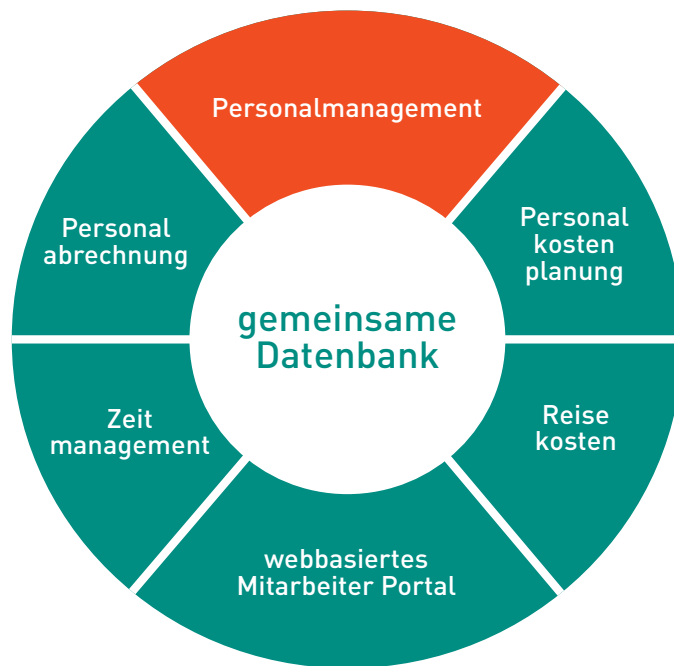 Personalmanagement
Personal
abrechnung
Personal
kosten
planung
gemeinsame
Datenbank
Zeit
management
Reise
kosten
webbasiertes
Mitarbeiter Portal